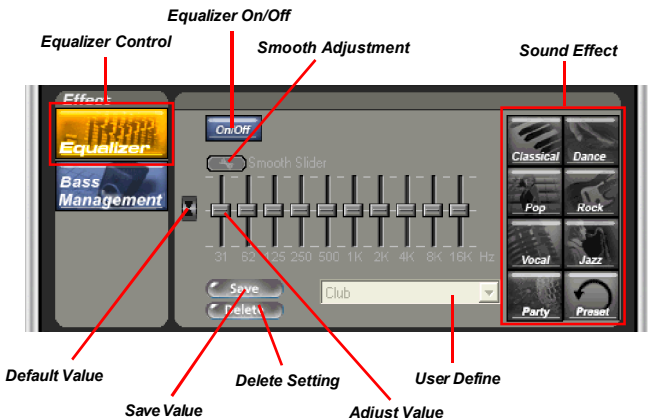 Equalizer On/Off
Equalizer Control
Smooth Adjustment
Sound Effect
Effect
Equalizer
Bass
Management
On/Off
Smooth Slider
31 62 125 250 500 1K 2K 4K 8K 16K Hz
Save
Delete
Club
Classical
Dance
Pop
Rock
Vocal
Jazz
Party
Preset
Default Value
Delete Setting
User Define
Save Value
Adjust Value